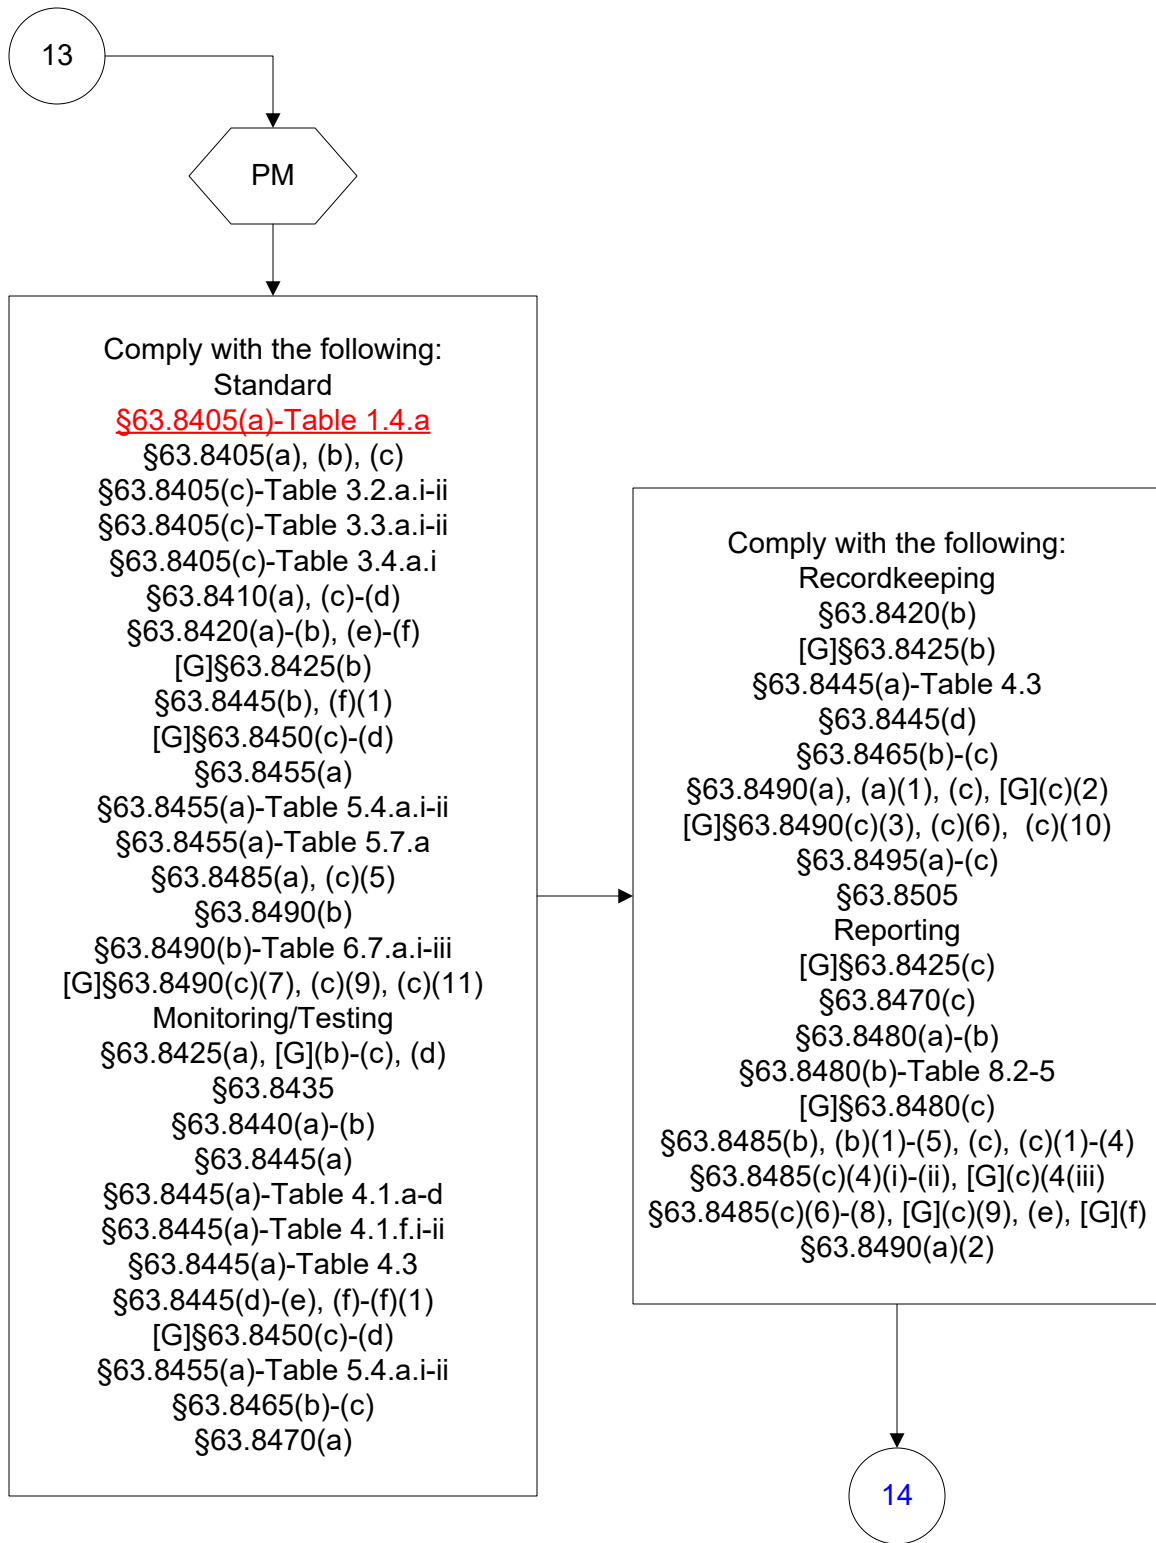 13
PM
Comply with the following:
Standard
§63.8405(a)-Table 1.4.a
§63.8405(a), (b), (c)
§63.8405(c)-Table 3.2.a.i-ii
§63.8405(c)-Table 3.3.a.i-ii
§63.8405(c)-Table 3.4.a.i
§63.8410(a), (c)-(d)
§63.8420(a)-(b), (e)-(f)
[G]§63.8425(b)
§63.8445(b), (f)(1)
[G]§63.8450(c)-(d)
§63.8455(a)
§63.8455(a)-Table 5.4.a.i-ii
§63.8455(a)-Table 5.7.a
§63.8485(a), (c)(5)
§63.8490(b)
§63.8490(b)-Table 6.7.a.i-iii
[G]§63.8490(c)(7), (c)(9), (c)(11)
Monitoring/Testing
§63.8425(a), [G](b)-(c), (d)
§63.8435
§63.8440(a)-(b)
§63.8445(a)
§63.8445(a)-Table 4.1.a-d
§63.8445(a)-Table 4.1.f.i-ii
§63.8445(a)-Table 4.3
§63.8445(d)-(e), (f)-(f)(1)
[G]§63.8450(c)-(d)
§63.8455(a)-Table 5.4.a.i-ii
§63.8465(b)-(c)
§63.8470(a)
Comply with the following:
Recordkeeping
§63.8420(b)
[G]§63.8425(b)
§63.8445(a)-Table 4.3
§63.8445(d)
§63.8465(b)-(c)
§63.8490(a), (a)(1), (c), [G](c)(2)
[G]§63.8490(c)(3), (c)(6), (c)(10)
§63.8495(a)-(c)
§63.8505
Reporting
[G]§63.8425(c)
§63.8470(c)
§63.8480(a)-(b)
§63.8480(b)-Table 8.2-5
[G]§63.8480(c)
§63.8485(b), (b)(1)-(5), (c), (c)(1)-(4)
§63.8485(c)(4)(i)-(ii), [G](c)(4(iii)
§63.8485(c)(6)-(8), [G](c)(9), (e), [G](f)
§63.8490(a)(2)
14